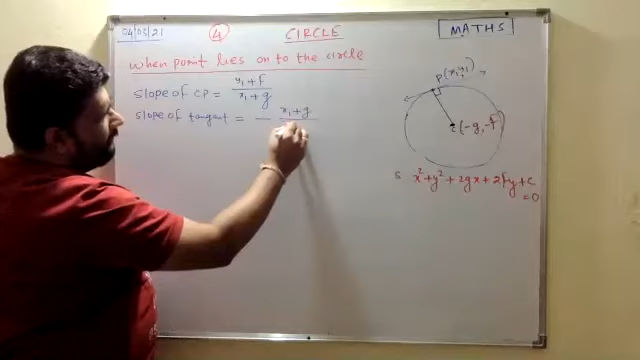 04/03/21 4 CIRCLE MATHS
when point lies on to the circle
slope of CP = y₁+f / x₁+g
slope of tangent = — x₁+g
P(x₁,y₁)
C(-g,-f)
S x²+y²+2gx+2fy+c
=0